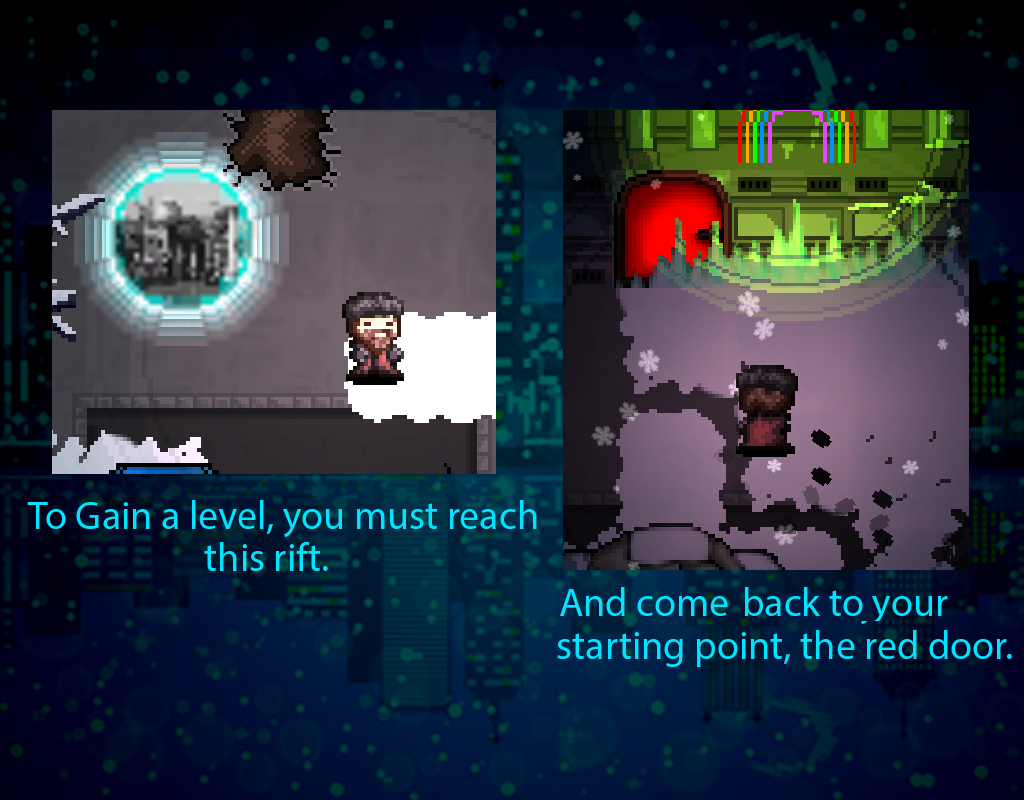 To Gain a level, you must reach
this rift.
And come back to your
starting point, the red door.